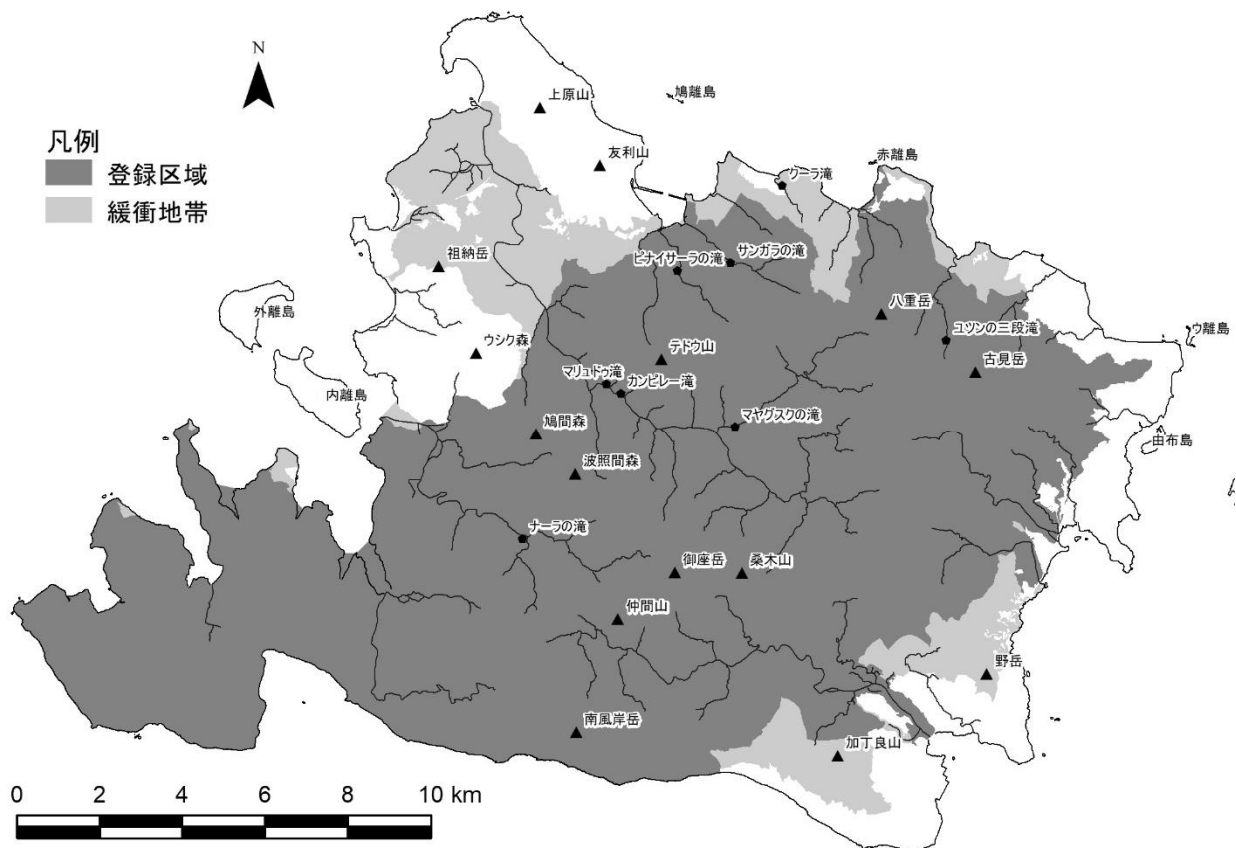 N
凡例
登録区域
緩衝地帯
上原山
鳩離島
友利山
赤離島
クーラ滝
祖納岳
ピナイサーラの滝
サンガラの滝
外離島
八重岳
ユツンの三段滝
ウ離島
ウシク森
テドゥ山
古見岳
内離島
マリュドゥ滝
カンピレー滝
鳩間森
マヤグスクの滝
由布島
波照間森
ナーラの滝
御座岳
桑木山
仲間山
野岳
南風岸岳
加丁良山
0 2 4 6 8 10 km